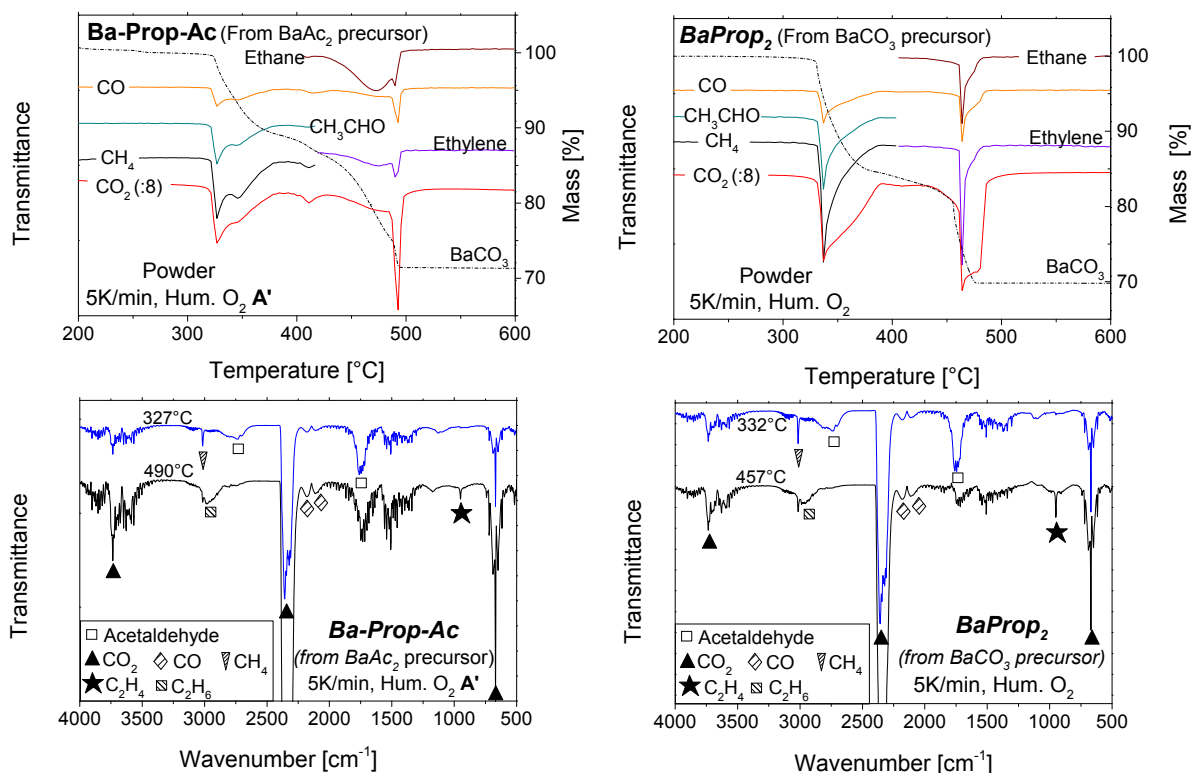 Ba-Prop-Ac (From BaAc2 precursor)
Ethane
CO
CH3CHO
CH4
Ethylene
CO2 (:8)
BaCO3
Powder
5K/min, Hum. O2 A'
Transmittance
Mass [%]
100
90
80
70
200 300 400 500 600
Temperature [°C]
BaProp2 (From BaCO3 precursor)
Ethane
CO
CH3CHO
Ethylene
CH4
CO2 (:8)
BaCO3
Powder
5K/min, Hum. O2
Transmittance
Mass [%]
100
90
80
70
200 300 400 500 600
Temperature [°C]
327°C
490°C
Transmittance
□ Acetaldehyde
▲ CO2 CO CH4
★ C2H4 C2H6
Ba-Prop-Ac
(from BaAc2 precursor)
5K/min, Hum. O2 A'
4000 3500 3000 2500 2000 1500 1000 500
Wavenumber [cm-1]
332°C
457°C
Transmittance
□ Acetaldehyde
▲ CO2 CO CH4
★ C2H4 C2H6
BaProp2
(from BaCO3 precursor)
5K/min, Hum. O2
4000 3500 3000 2500 2000 1500 1000 500
Wavenumber [cm-1]